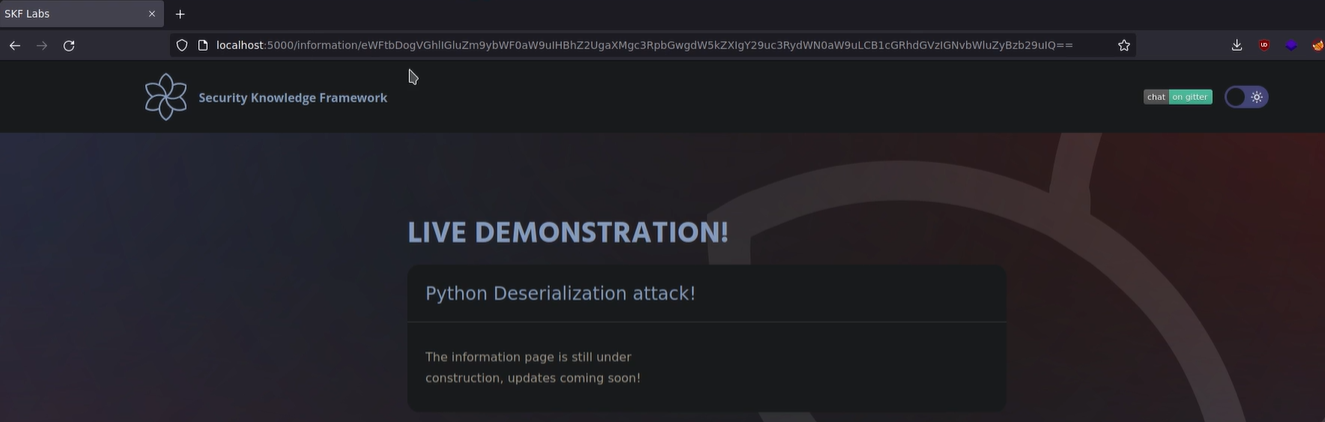 SKF Labs
localhost:5000/information/eWFtbDogVGhlIGluZm9ybWF0aW9uIHBhZ2UgaXMgc3RpbGwgdW5kZXIgY29uc3RydWN0aW9uLCB1cGRhdGVzIGNvbWluZyBzb29uIQ==
Security Knowledge Framework
chat on gitter
LIVE DEMONSTRATION!
Python Deserialization attack!
The information page is still under
construction, updates coming soon!